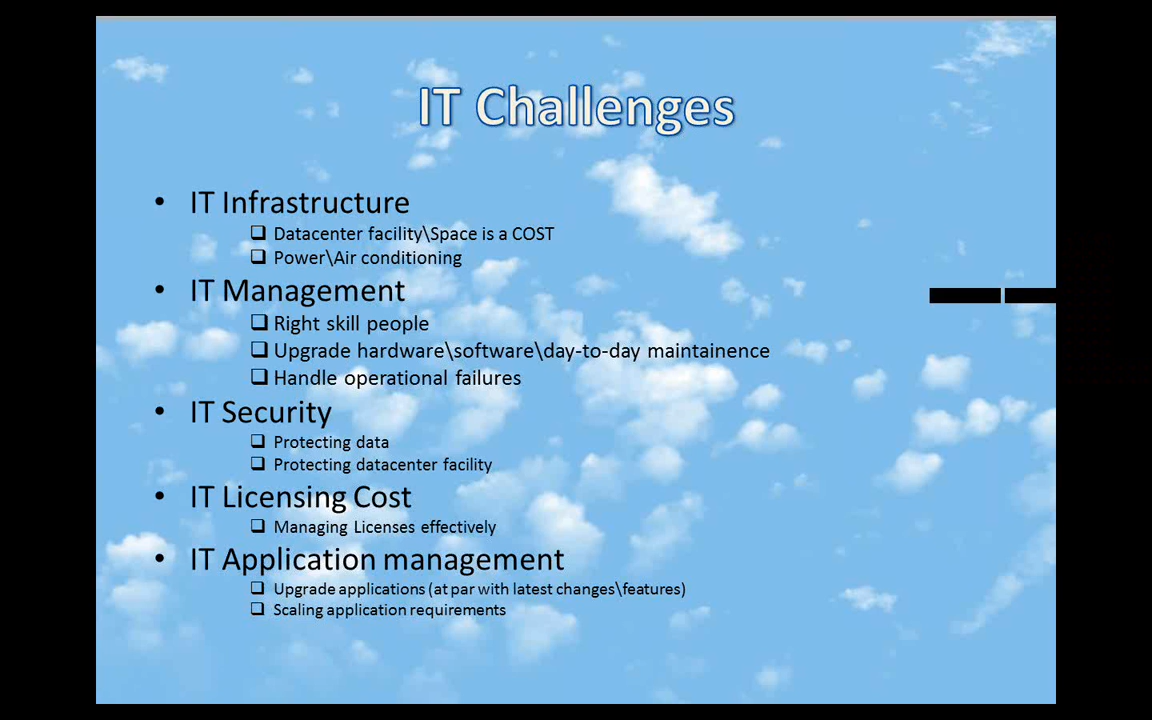 IT Challenges
• IT Infrastructure
❑ Datacenter facility\Space is a COST
❑ Power\Air conditioning
• IT Management
❑ Right skill people
❑ Upgrade hardware\software\day-to-day maintainence
❑ Handle operational failures
• IT Security
❑ Protecting data
❑ Protecting datacenter facility
• IT Licensing Cost
❑ Managing Licenses effectively
• IT Application management
❑ Upgrade applications (at par with latest changes\features)
❑ Scaling application requirements